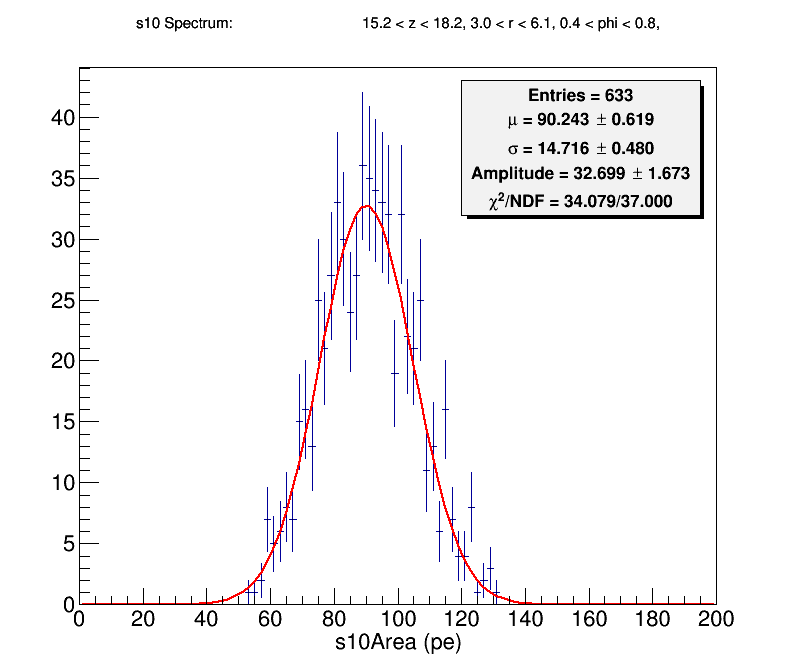 s10 Spectrum: 15.2 < z < 18.2, 3.0 < r < 6.1, 0.4 < phi < 0.8,
Entries = 633
μ = 90.243 ± 0.619
σ = 14.716 ± 0.480
Amplitude = 32.699 ± 1.673
χ²/NDF = 34.079/37.000
40
35
30
25
20
15
10
5
0
0 20 40 60 80 100 120 140 160 180 200
s10Area (pe)